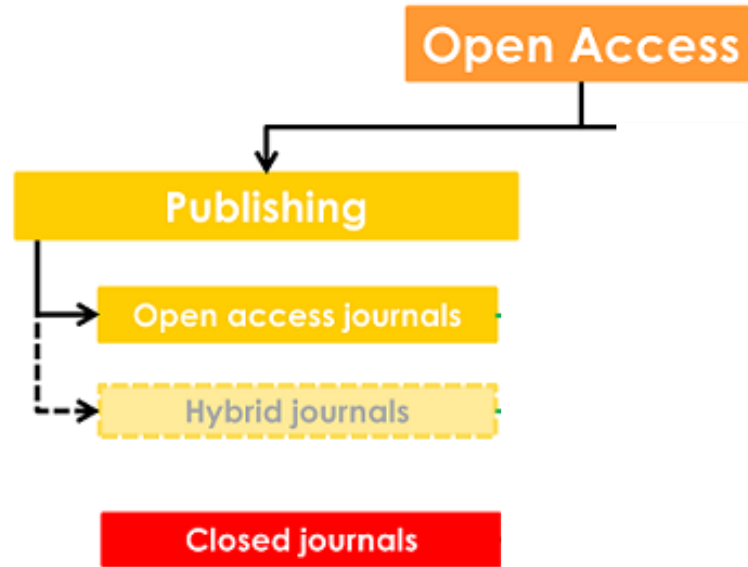 Open Access
Publishing
Open access journals
Hybrid journals
Closed journals